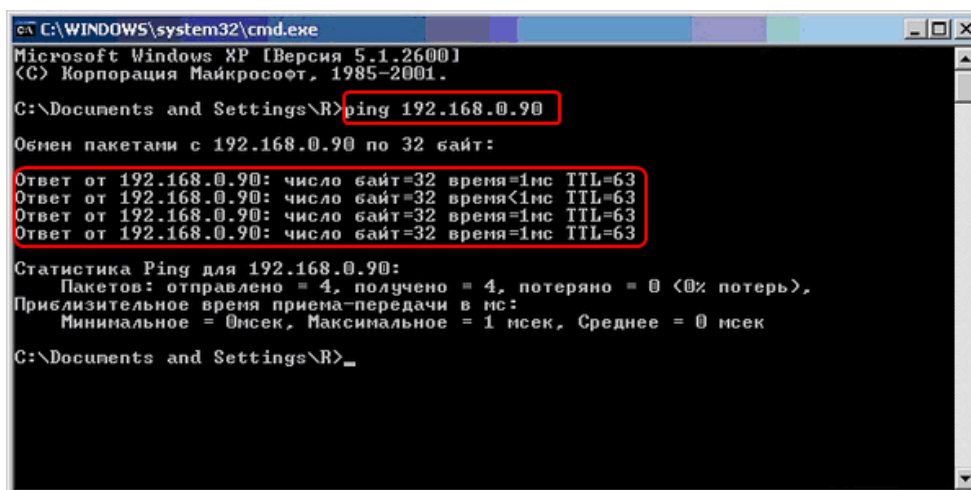 C:\WINDOWS\system32\cmd.exe
Microsoft Windows XP [Версия 5.1.2600]
(C) Корпорация Майкрософт, 1985-2001.
C:\Documents and Settings\R>ping 192.168.0.90
Обмен пакетами с 192.168.0.90 по 32 байт:
Ответ от 192.168.0.90: число байт=32 время=1мс TTL=63
Ответ от 192.168.0.90: число байт=32 время<1мс TTL=63
Ответ от 192.168.0.90: число байт=32 время=1мс TTL=63
Ответ от 192.168.0.90: число байт=32 время=1мс TTL=63
Статистика Ping для 192.168.0.90:
Пакетов: отправлено = 4, получено = 4, потеряно = 0 (0% потерь),
Приблизительное время приема-передачи в мс:
Минимальное = 0мсек, Максимальное = 1 мсек, Среднее = 0 мсек
C:\Documents and Settings\R>_